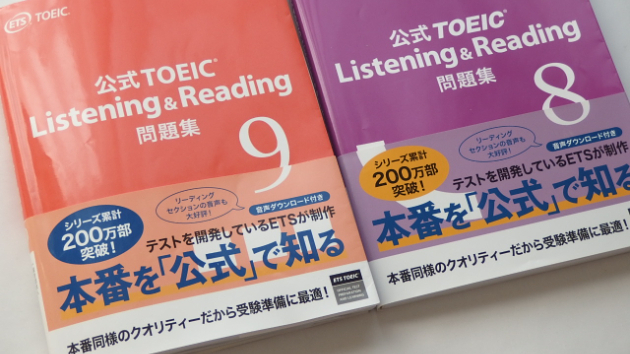 ETS TOEIC
公式 TOEIC®
Listening & Reading
問題集
9
シリーズ累計
200万部
突破！
リーディング
セクションの音声も
大好評！
音声ダウンロード付き
テストを開発しているETSが制作
本番を「公式」で知る
本番同様のクオリティーだから受験準備に最適！
ETS TOEIC
公式 TOEIC®
Listening & Reading
問題集
8
シリーズ累計
200万部
突破！
リーディング
セクションの音声も
大好評！
音声ダウンロード付き
テストを開発しているETSが制作
本番を「公式」で知る
本番同様のクオリティーだから受験準備に最適！